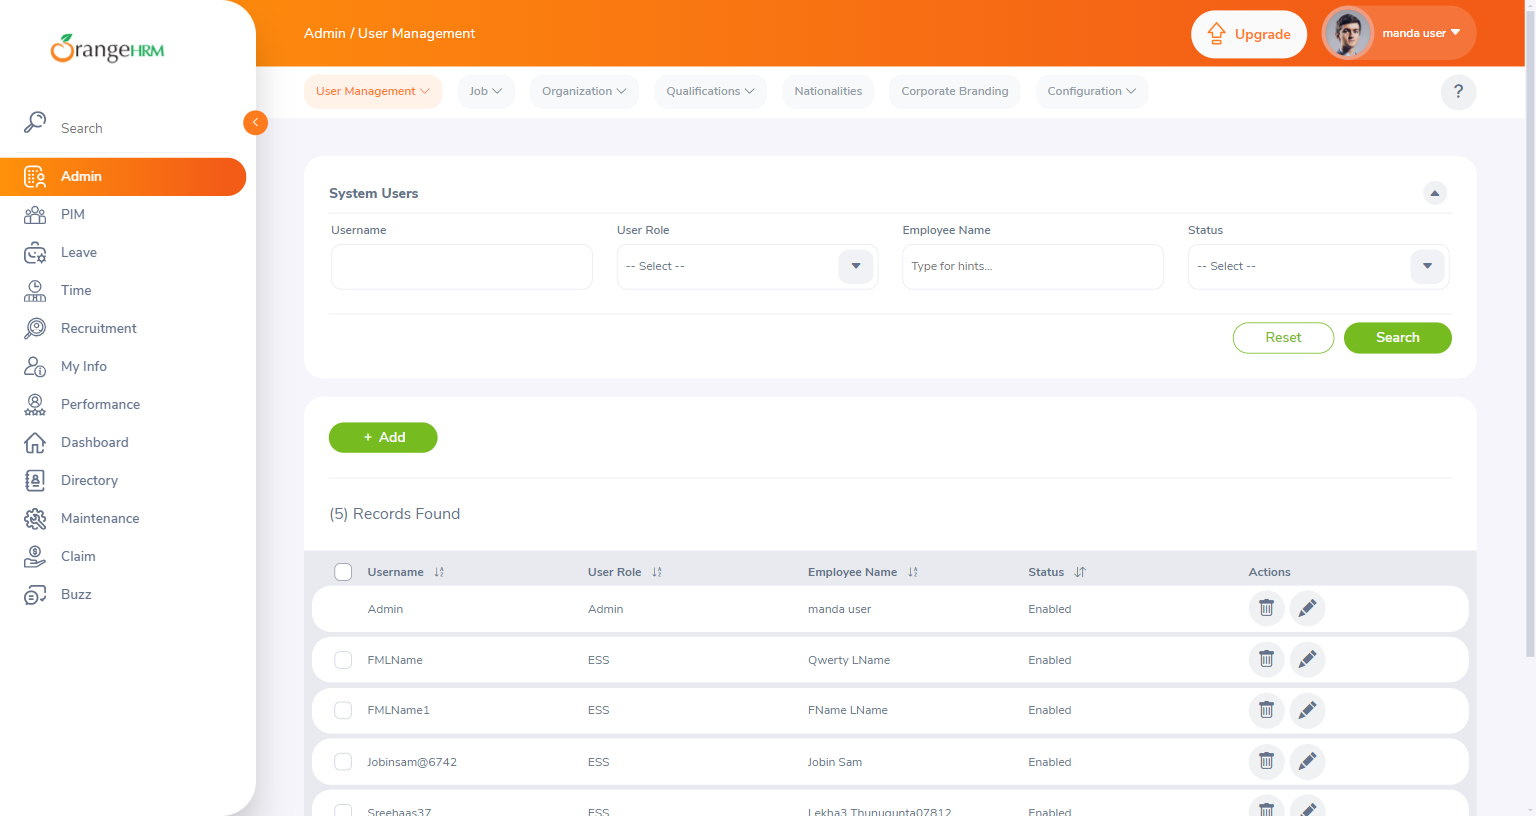 OrangeHRM
Admin / User Management
Upgrade
manda user
User Management
Job
Organization
Qualifications
Nationalities
Corporate Branding
Configuration
?
Search
Admin
PIM
Leave
Time
Recruitment
My Info
Performance
Dashboard
Directory
Maintenance
Claim
Buzz
System Users
Username User Role Employee Name Status
-- Select -- Type for hints... -- Select --
Reset Search
+ Add
(5) Records Found
Username User Role Employee Name Status Actions
Admin Admin manda user Enabled
FMLName ESS Qwerty LName Enabled
FMLName1 ESS FName LName Enabled
Jobinsam@6742 ESS Jobin Sam Enabled
Sreehaas37 ESS Lekha3 Thunugunta07812 Enabled